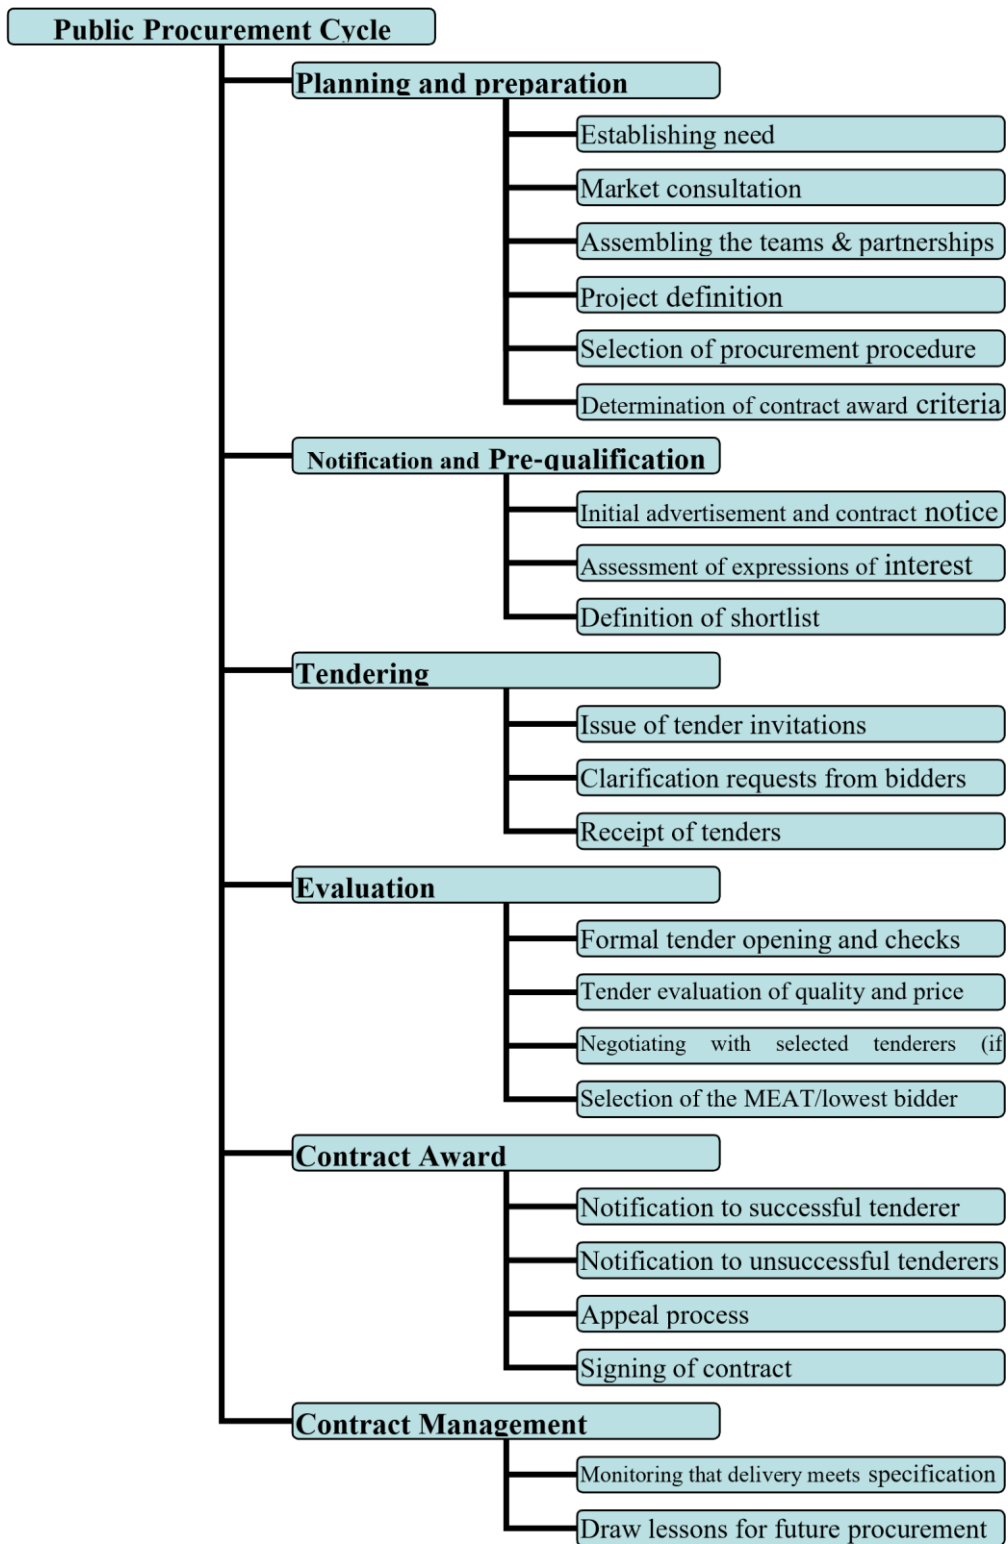 Public Procurement Cycle
Planning and preparation
Establishing need
Market consultation
Assembling the teams & partnerships
Project definition
Selection of procurement procedure
Determination of contract award criteria
Notification and Pre-qualification
Initial advertisement and contract notice
Assessment of expressions of interest
Definition of shortlist
Tendering
Issue of tender invitations
Clarification requests from bidders
Receipt of tenders
Evaluation
Formal tender opening and checks
Tender evaluation of quality and price
Negotiating with selected tenderers (if
Selection of the MEAT/lowest bidder
Contract Award
Notification to successful tenderer
Notification to unsuccessful tenderers
Appeal process
Signing of contract
Contract Management
Monitoring that delivery meets specification
Draw lessons for future procurement